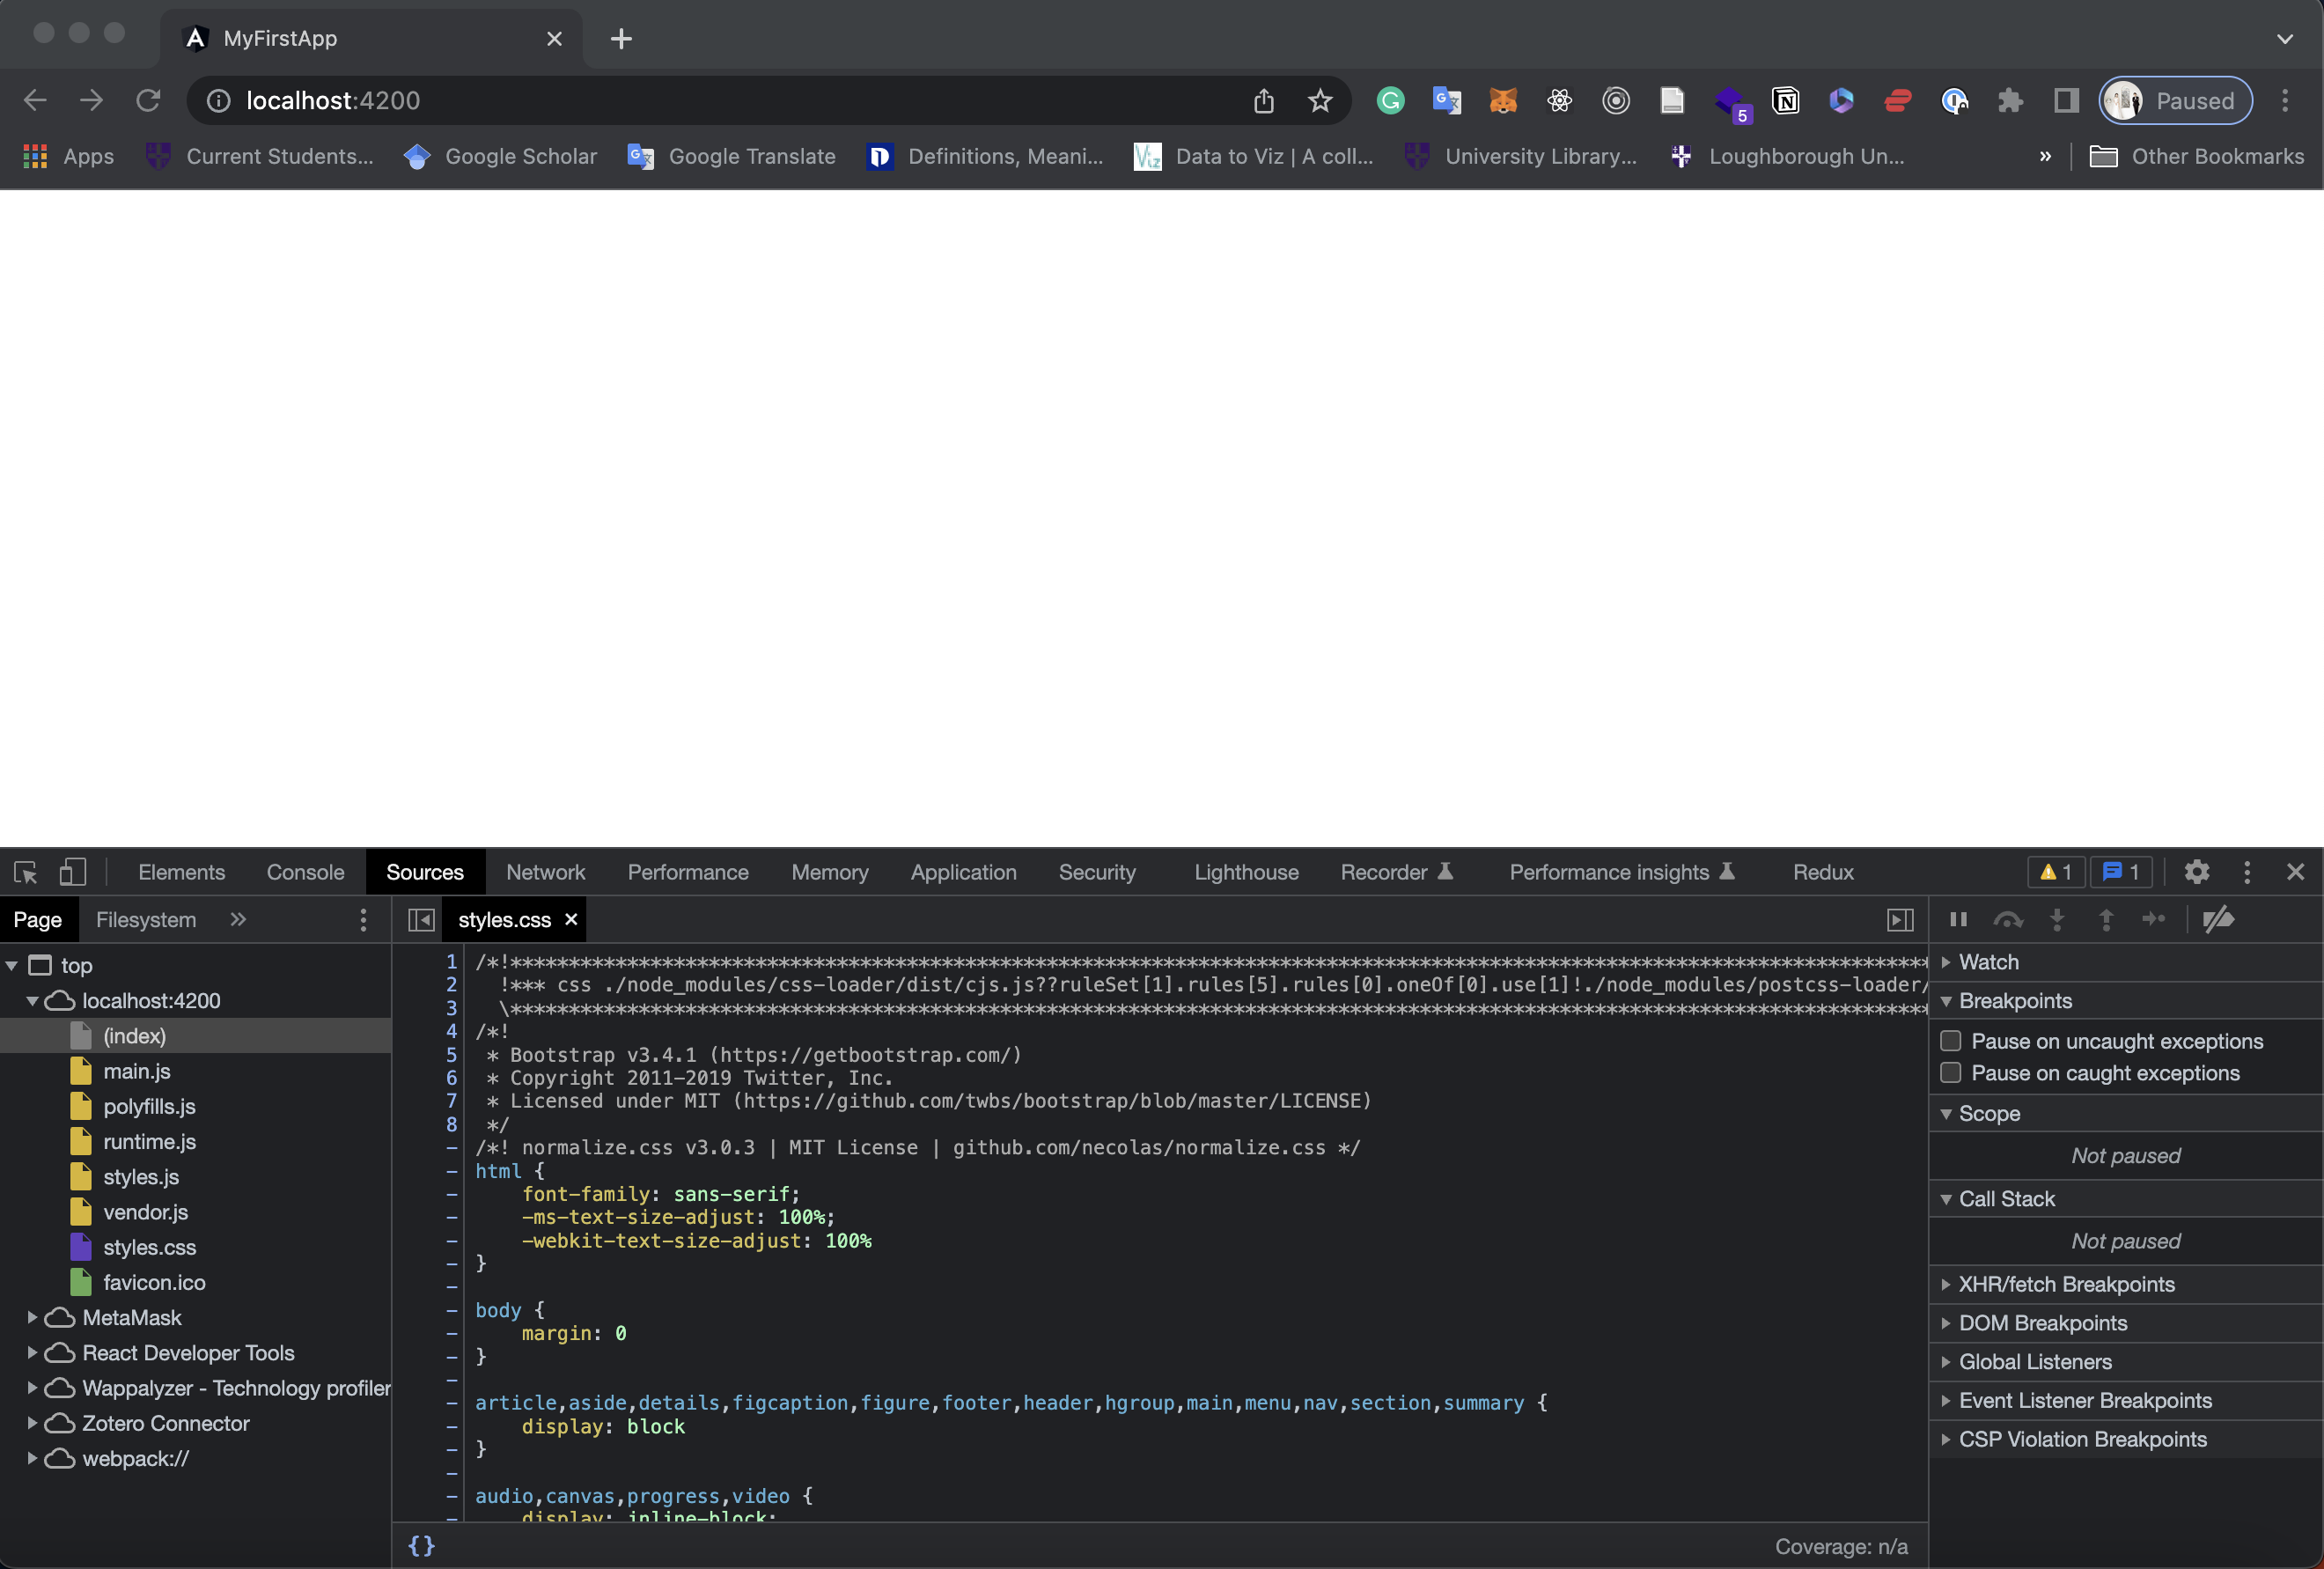 MyFirstApp
localhost:4200
5
Paused
Apps
Current Students...
Google Scholar
Google Translate
Definitions, Meani...
Viz
Data to Viz | A coll...
University Library...
Loughborough Un...
»
Other Bookmarks
Elements
Console
Sources
Network
Performance
Memory
Application
Security
Lighthouse
Recorder
Performance insights
Redux
1
1
Page
Filesystem
»
styles.css
top
localhost:4200
(index)
main.js
polyfills.js
runtime.js
styles.js
vendor.js
styles.css
favicon.ico
MetaMask
React Developer Tools
Wappalyzer - Technology profiler
Zotero Connector
webpack://
2 !*** css ./node_modules/css-loader/dist/cjs.js??ruleSet[1].rules[5].rules[0].oneOf[0].use[1]!./node_modules/postcss-loader/
4 /*!
5 * Bootstrap v3.4.1 (https://getbootstrap.com/)
6 * Copyright 2011-2019 Twitter, Inc.
7 * Licensed under MIT (https://github.com/twbs/bootstrap/blob/master/LICENSE)
8 */
- /*! normalize.css v3.0.3 | MIT License | github.com/necolas/normalize.css */
- html {
- font-family: sans-serif;
- -ms-text-size-adjust: 100%;
- -webkit-text-size-adjust: 100%
- }
-
- body {
- margin: 0
- }
-
- article,aside,details,figcaption,figure,footer,header,hgroup,main,menu,nav,section,summary {
- display: block
- }
-
- audio,canvas,progress,video {
- display: inline-block;
{}
Coverage: n/a
Watch
Breakpoints
Pause on uncaught exceptions
Pause on caught exceptions
Scope
Not paused
Call Stack
Not paused
XHR/fetch Breakpoints
DOM Breakpoints
Global Listeners
Event Listener Breakpoints
CSP Violation Breakpoints